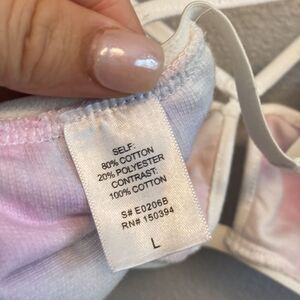 SELF:
80% COTTON
20% POLYESTER
CONTRAST:
100% COTTON
S# E0206B
RN# 150394
L